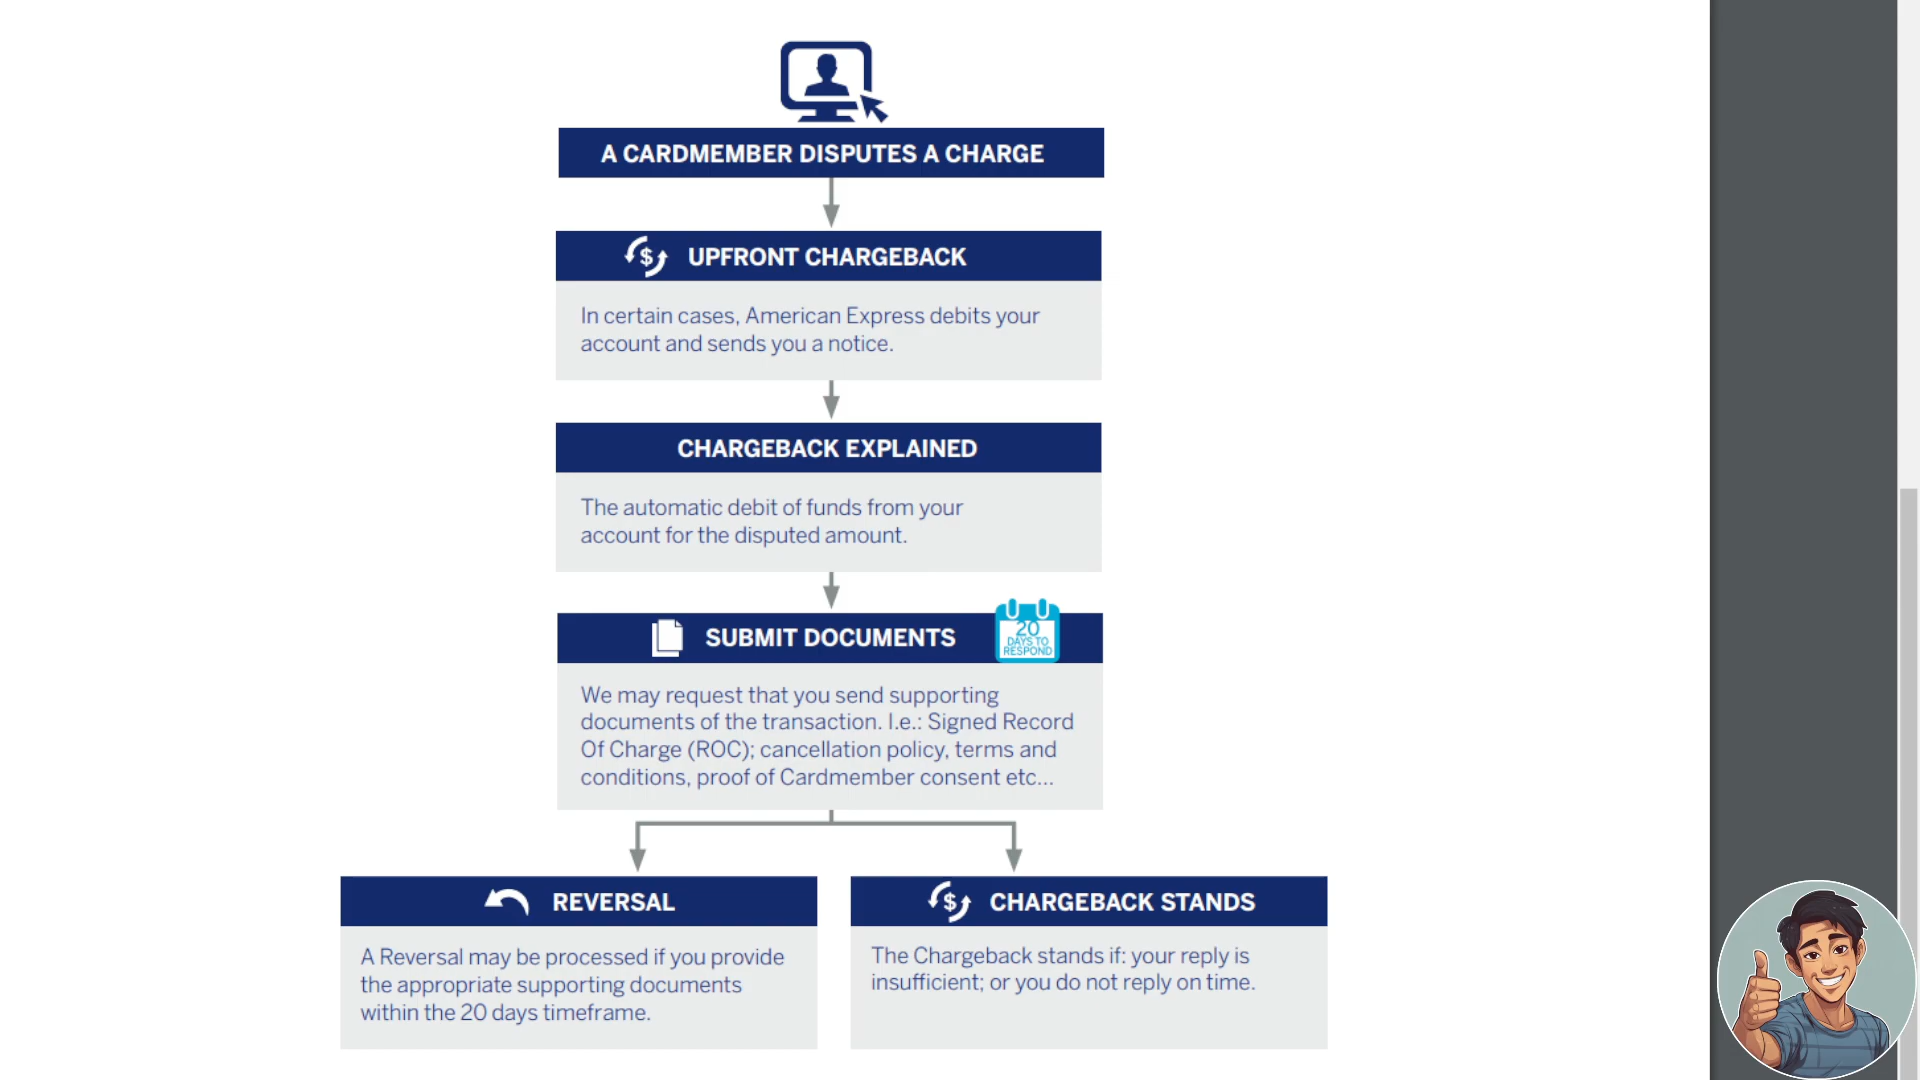 A CARDMEMBER DISPUTES A CHARGE
$ UPFRONT CHARGEBACK
In certain cases, American Express debits your
account and sends you a notice.
CHARGEBACK EXPLAINED
The automatic debit of funds from your
account for the disputed amount.
SUBMIT DOCUMENTS
20
DAYS TO
RESPOND
We may request that you send supporting
documents of the transaction. I.e.: Signed Record
Of Charge (ROC); cancellation policy, terms and
conditions, proof of Cardmember consent etc...
REVERSAL
A Reversal may be processed if you provide
the appropriate supporting documents
within the 20 days timeframe.
$ CHARGEBACK STANDS
The Chargeback stands if: your reply is
insufficient; or you do not reply on time.